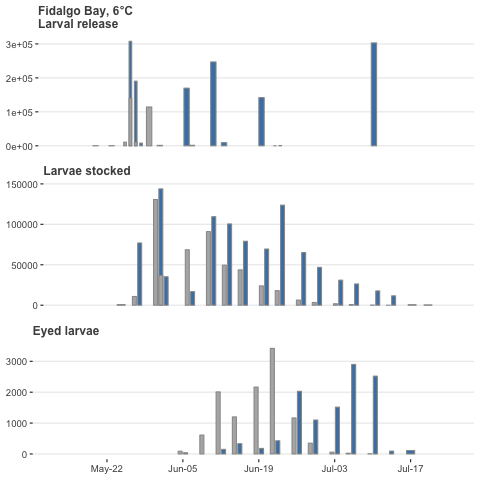 Fidalgo Bay, 6°C
Larval release
3e+05
2e+05
1e+05
0e+00
Larvae stocked
150000
100000
50000
0
Eyed larvae
3000
2000
1000
0
May-22 Jun-05 Jun-19 Jul-03 Jul-17